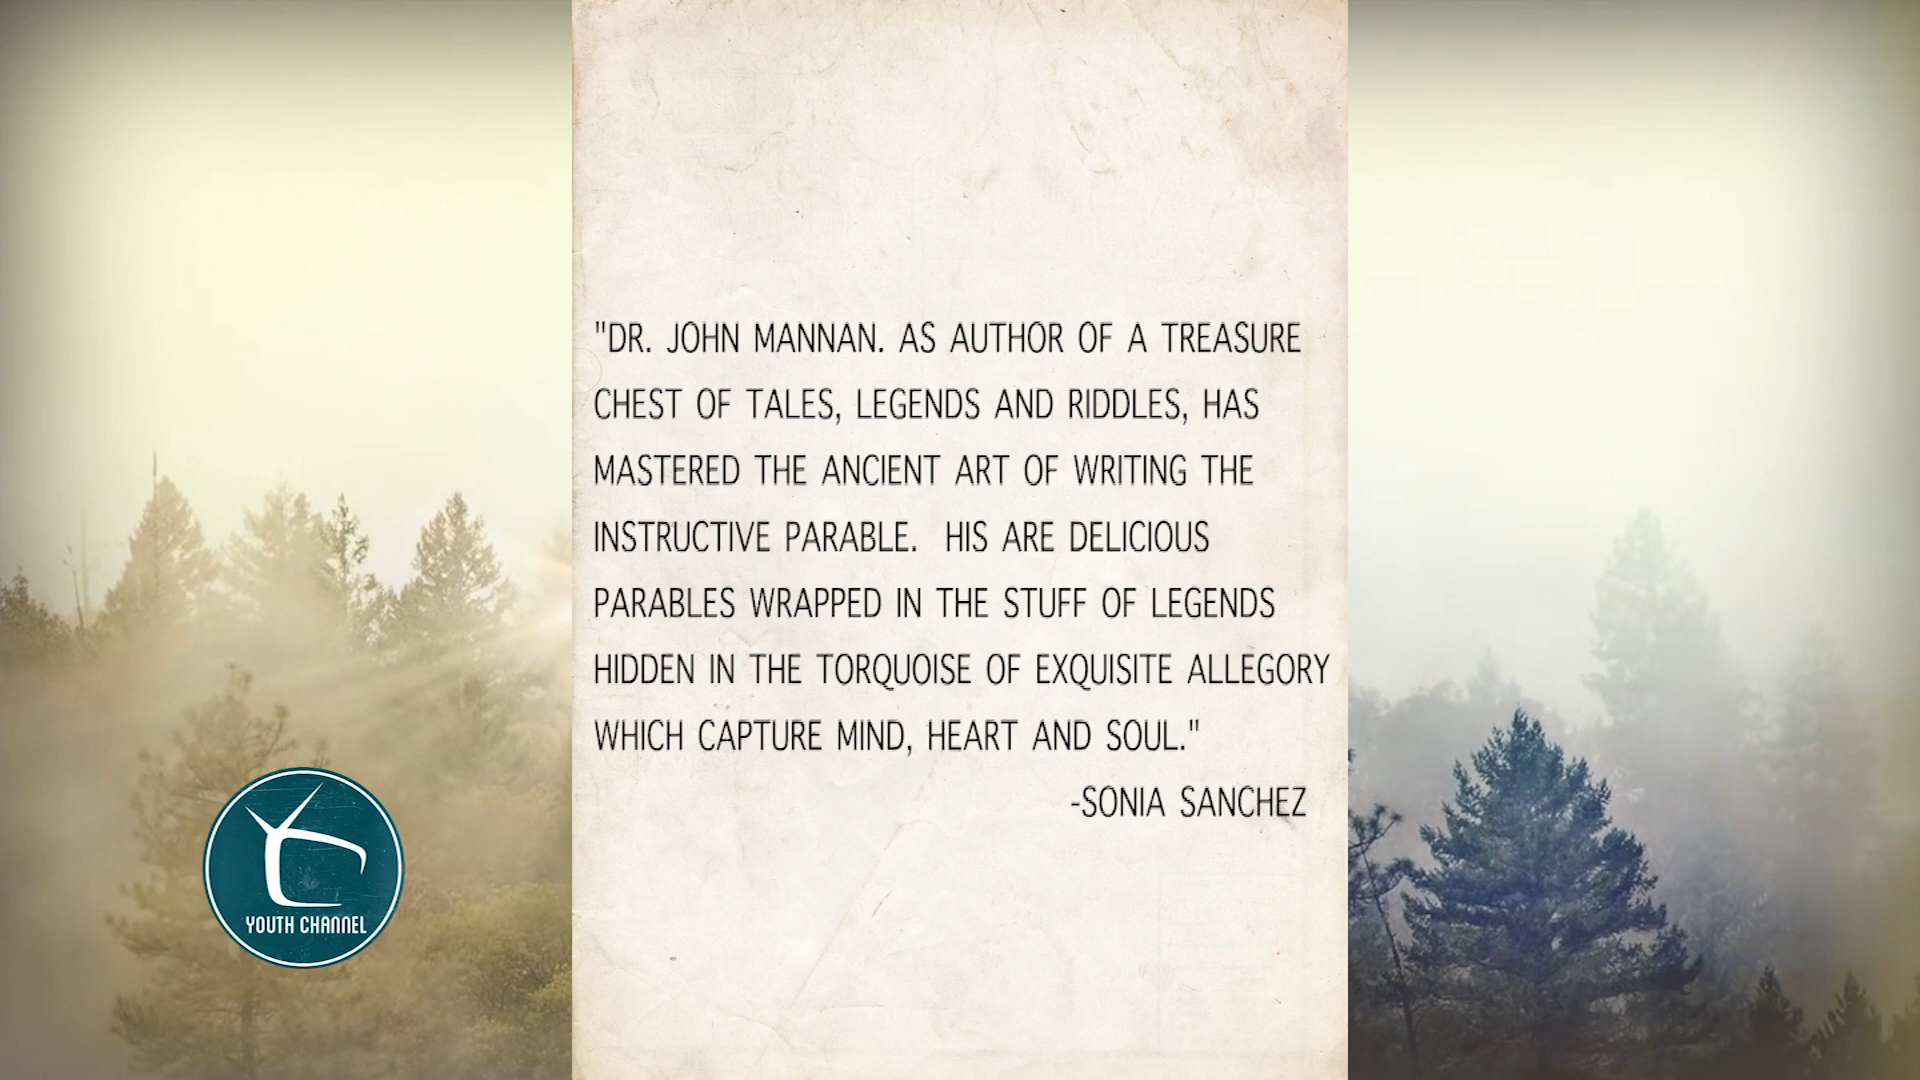 "DR. JOHN MANNAN. AS AUTHOR OF A TREASURE
CHEST OF TALES, LEGENDS AND RIDDLES, HAS
MASTERED THE ANCIENT ART OF WRITING THE
INSTRUCTIVE PARABLE.  HIS ARE DELICIOUS
PARABLES WRAPPED IN THE STUFF OF LEGENDS
HIDDEN IN THE TORQUOISE OF EXQUISITE ALLEGORY
WHICH CAPTURE MIND, HEART AND SOUL."
-SONIA SANCHEZ
YOUTH CHANNEL